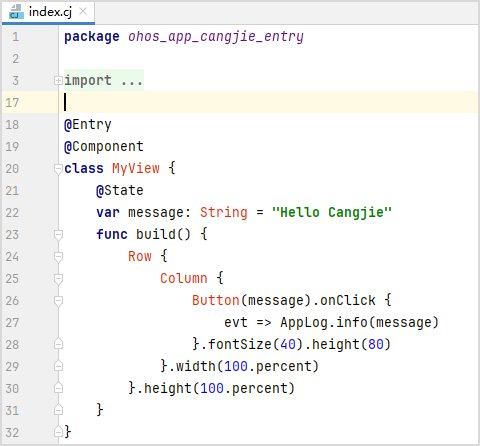 CJ index.cj ×
1 package ohos_app_cangjie_entry
2
3 import ...
17
18 @Entry
19 @Component
20 class MyView {
21     @State
22     var message: String = "Hello Cangjie"
23     func build() {
24         Row {
25             Column {
26                 Button(message).onClick {
27                     evt => AppLog.info(message)
28                 }.fontSize(40).height(80)
29             }.width(100.percent)
30         }.height(100.percent)
31     }
32 }